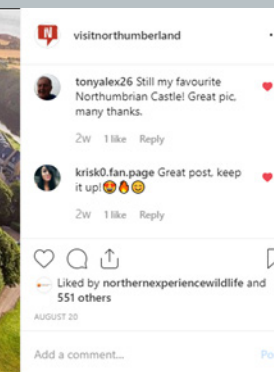 N
visitnorthumberland
tonyalex26 Still my favourite
Northumbrian Castle! Great pic,
many thanks.
2w 1 like Reply
krisk0.fan.page Great post, keep
it up!😍🔥😊
2w 1 like Reply
Liked by northernexperiencewildlife and
551 others
AUGUST 20
Add a comment... Po